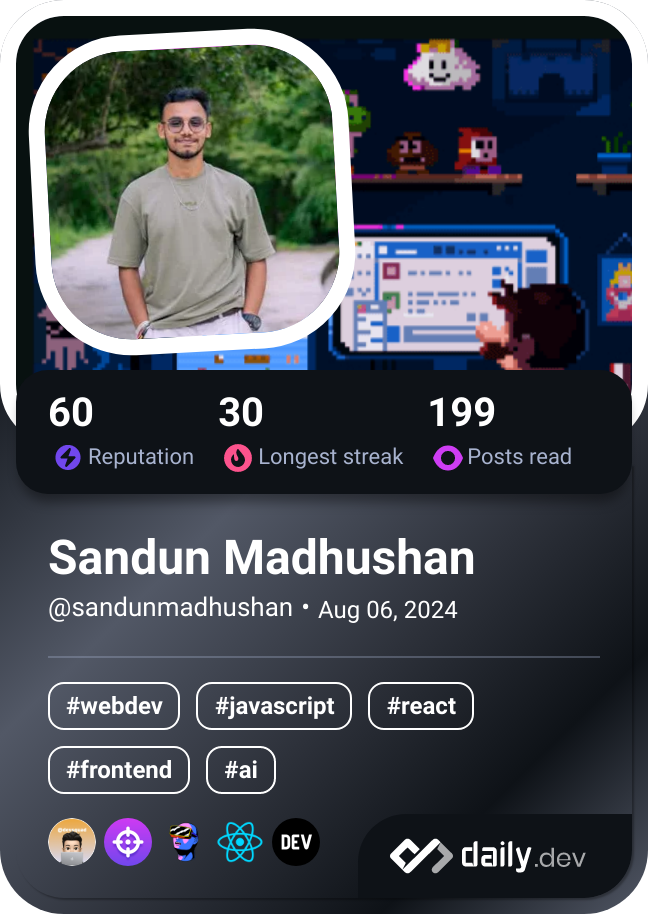 60 30 199
Reputation Longest streak Posts read
Sandun Madhushan
@sandunmadhushan • Aug 06, 2024
#webdev #javascript #react
#frontend #ai
DEV
daily.dev